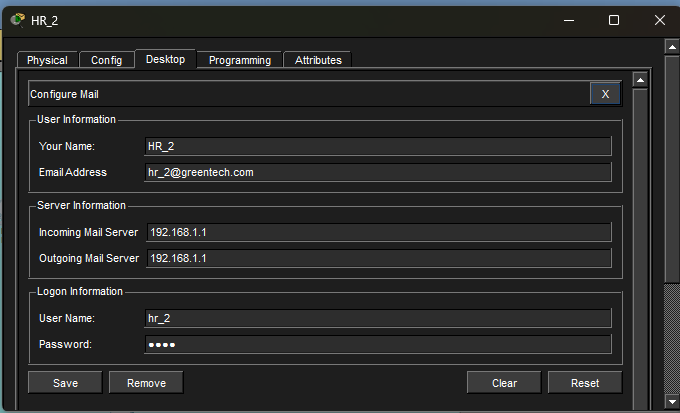 HR_2
Physical Config Desktop Programming Attributes
Configure Mail X
User Information
Your Name: HR_2
Email Address hr_2@greentech.com
Server Information
Incoming Mail Server 192.168.1.1
Outgoing Mail Server 192.168.1.1
Logon Information
User Name: hr_2
Password: ●●●●
Save Remove Clear Reset